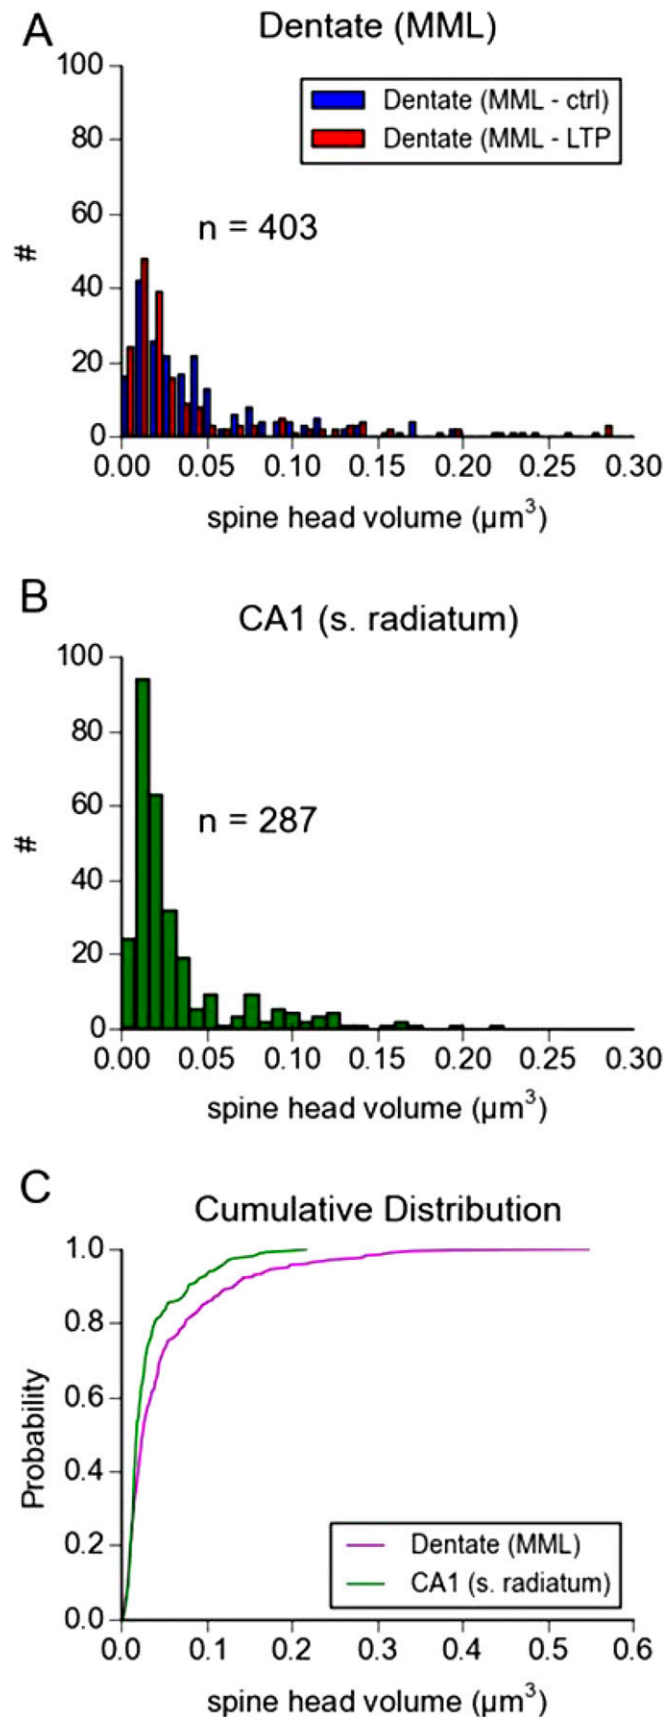 A
Dentate (MML)
100
80
60
40
20
0
#
Dentate (MML - ctrl)
Dentate (MML - LTP
n = 403
0.00 0.05 0.10 0.15 0.20 0.25 0.30
spine head volume (μm³)
B
CA1 (s. radiatum)
100
80
60
40
20
0
#
n = 287
0.00 0.05 0.10 0.15 0.20 0.25 0.30
spine head volume (μm³)
C
Cumulative Distribution
1.0
0.8
0.6
0.4
0.2
0.0
Probability
Dentate (MML)
CA1 (s. radiatum)
0.0 0.1 0.2 0.3 0.4 0.5 0.6
spine head volume (μm³)